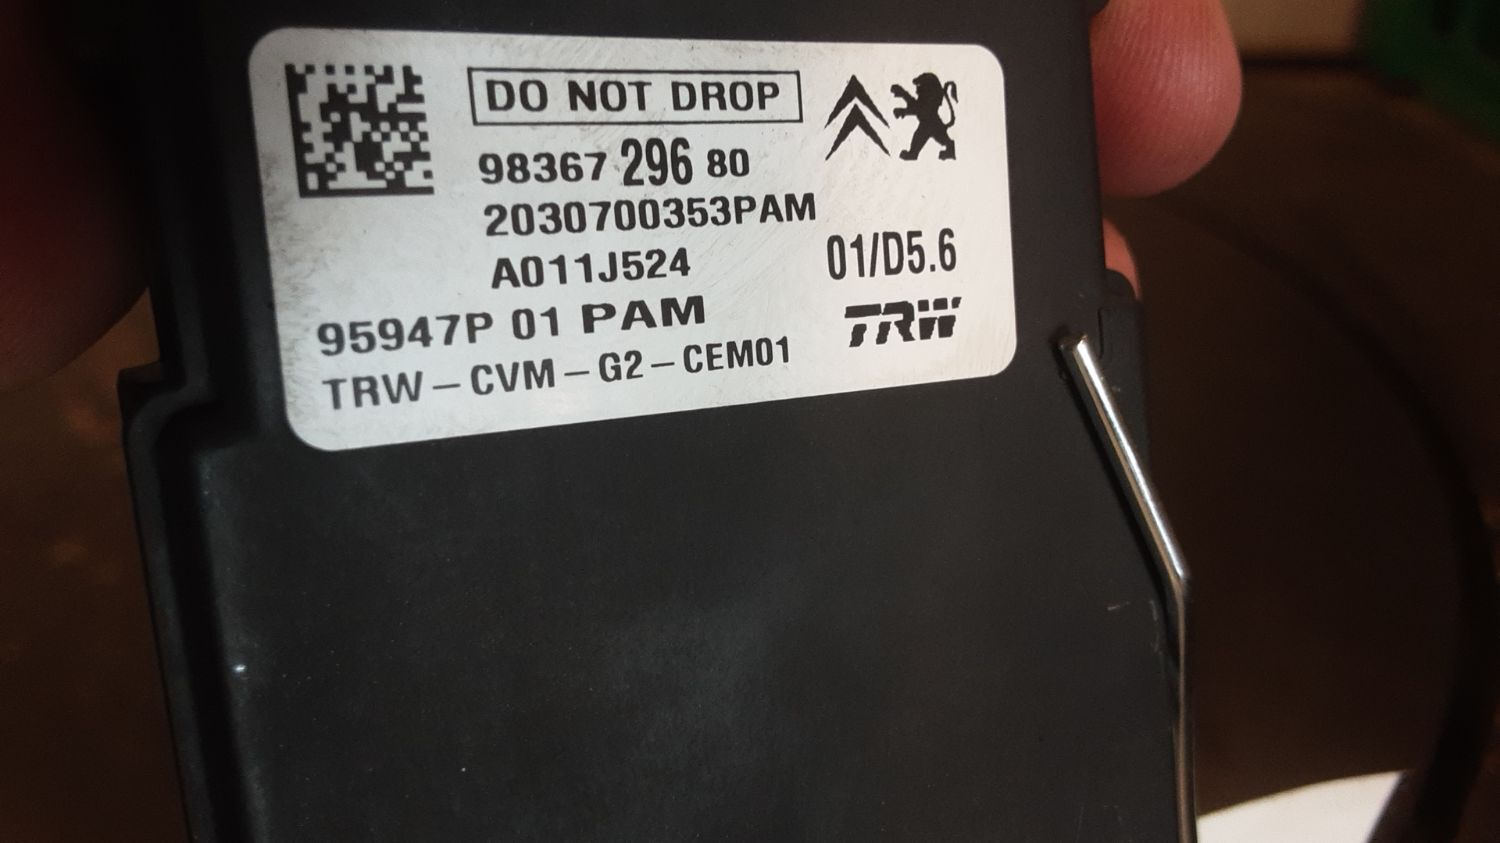 DO NOT DROP
98367 296 80
2030700353PAM
A011J524
01/D5.6
95947P 01 PAM
TRW
TRW-CVM-G2-CEM01